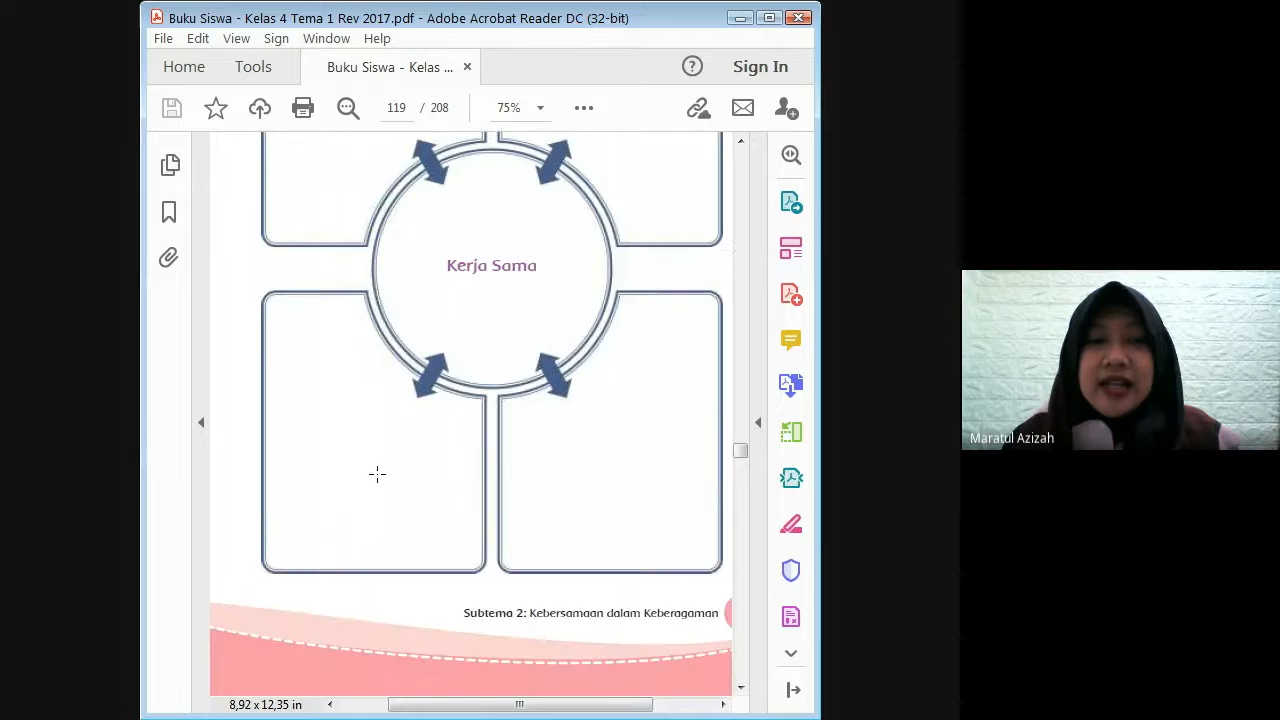 Buku Siswa - Kelas 4 Tema 1 Rev 2017.pdf - Adobe Acrobat Reader DC (32-bit)
File Edit View Sign Window Help
Home Tools Buku Siswa - Kelas ... × ? Sign In
119 / 208 75%
Kerja Sama
Maratul Azizah
Subtema 2: Kebersamaan dalam Keberagaman
8,92 x 12,35 in